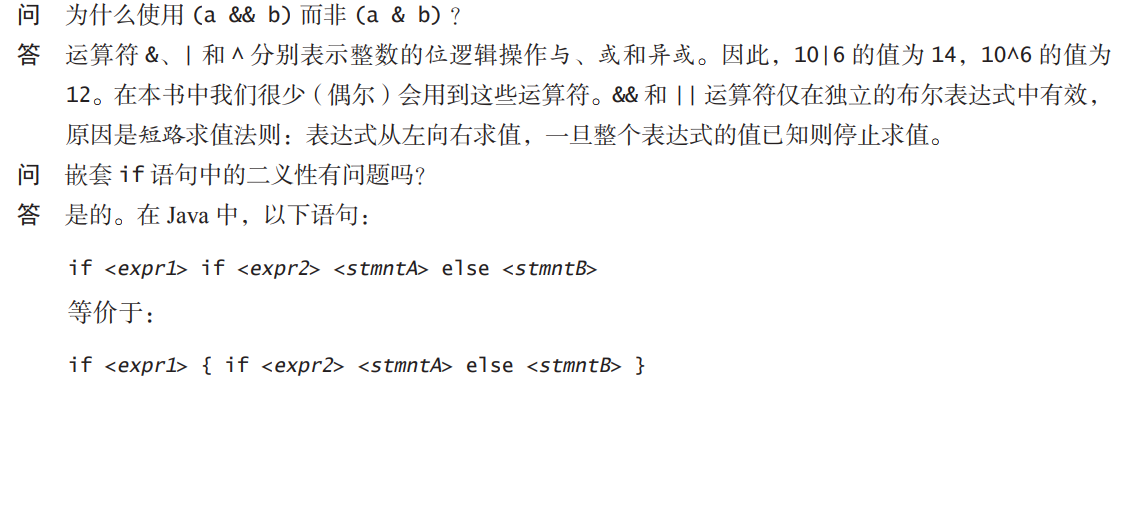 问 为什么使用 (a && b) 而非 (a & b) ?
答 运算符 &、| 和 ^ 分别表示整数的位逻辑操作与、或和异或。因此，10|6 的值为 14，10^6 的值为
12。在本书中我们很少（偶尔）会用到这些运算符。&& 和 || 运算符仅在独立的布尔表达式中有效，
原因是短路求值法则：表达式从左向右求值，一旦整个表达式的值已知则停止求值。
问 嵌套 if 语句中的二义性有问题吗？
答 是的。在 Java 中，以下语句：
if <expr1> if <expr2> <stmntA> else <stmntB>
等价于：
if <expr1> { if <expr2> <stmntA> else <stmntB> }